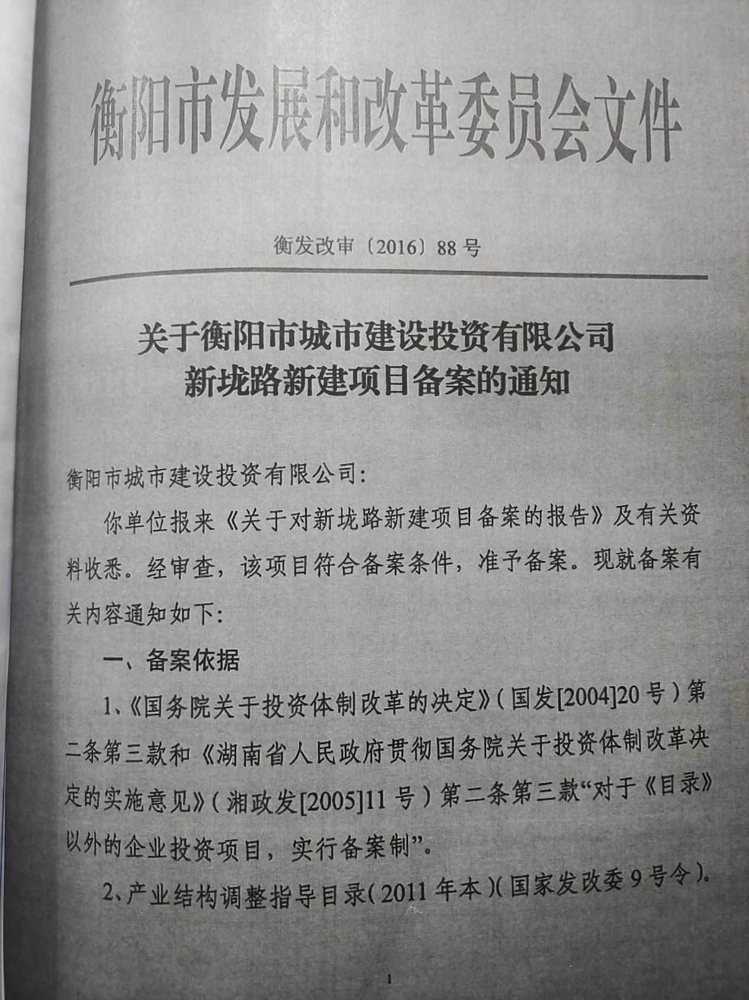 衡阳市发展和改革委员会文件
衡发改审〔2016〕88号
关于衡阳市城市建设投资有限公司
新垅路新建项目备案的通知
衡阳市城市建设投资有限公司：
你单位报来《关于对新垅路新建项目备案的报告》及有关资
料收悉。经审查，该项目符合备案条件，准予备案。现就备案有
关内容通知如下：
一、备案依据
1、《国务院关于投资体制改革的决定》（国发[2004]20号）第
二条第三款和《湖南省人民政府贯彻国务院关于投资体制改革决
定的实施意见》（湘政发[2005]11号）第二条第三款“对于《目录》
以外的企业投资项目，实行备案制”。
2、产业结构调整指导目录（2011年本）（国家发改委9号令）。
1